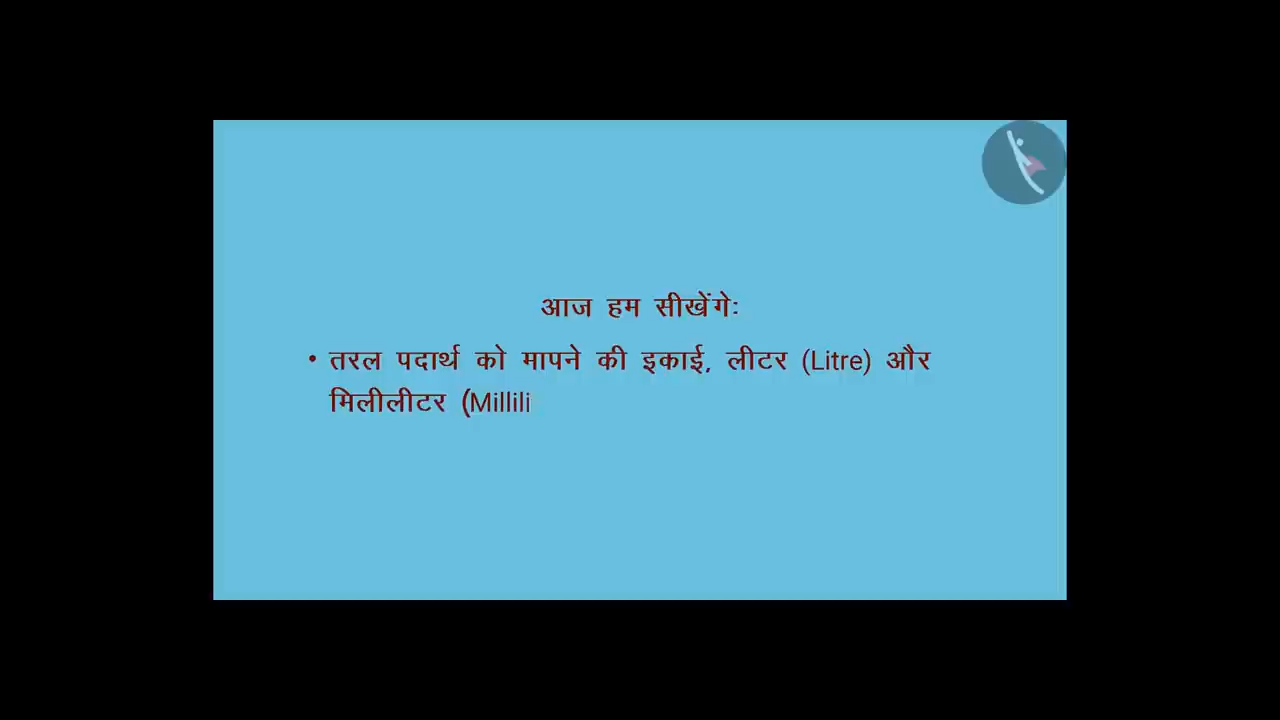 आज हम सीखेंगे:
• तरल पदार्थ को मापने की इकाई, लीटर (Litre) और
मिलीलीटर (Millili